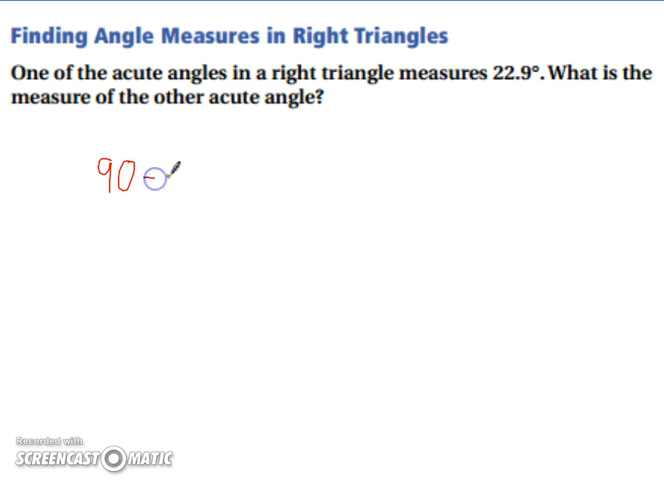 Finding Angle Measures in Right Triangles
One of the acute angles in a right triangle measures 22.9°. What is the
measure of the other acute angle?
90 -
Recorded with
SCREENCAST O MATIC